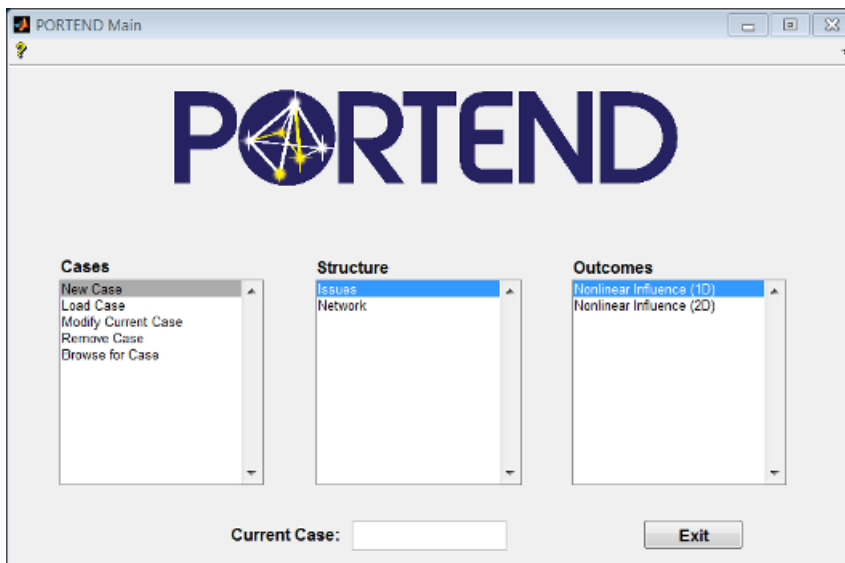 PORTEND Main
PORTEND
Cases
New Case
Load Case
Modify Current Case
Remove Case
Browse for Case
Structure
Issues
Network
Outcomes
Nonlinear Influence (1D)
Nonlinear Influence (2D)
Current Case:
Exit